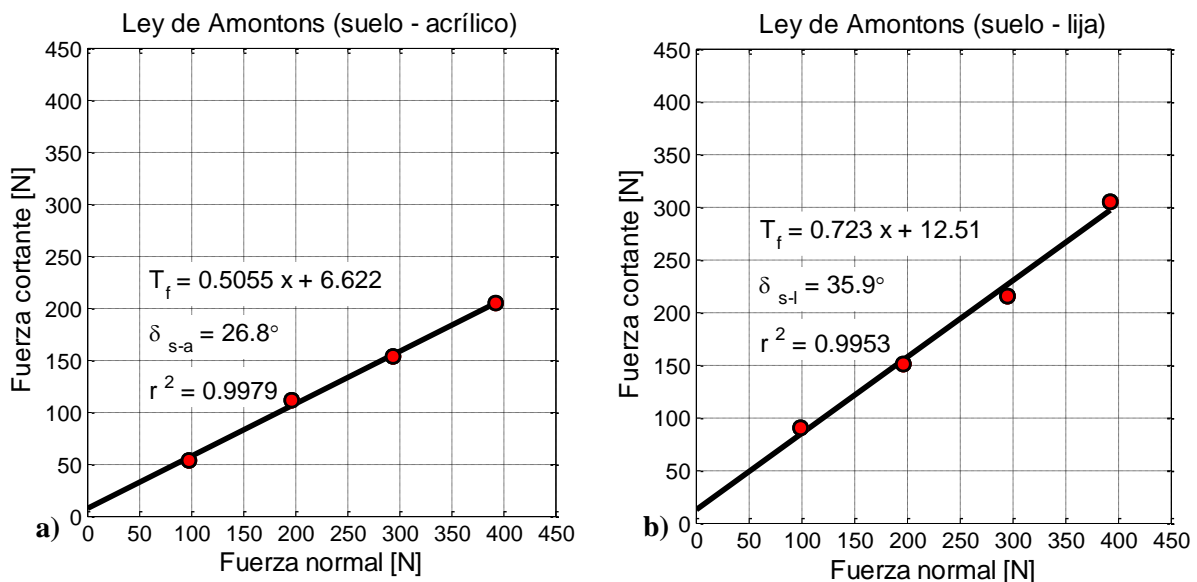 Ley de Amontons (suelo - acrílico)
450
400
350
300
250
200
150
100
50
0
Fuerza cortante [N]
T f = 0.5055 x + 6.622
δ s-a = 26.8°
r 2 = 0.9979
0 50 100 150 200 250 300 350 400 450
Fuerza normal [N]
a)
Ley de Amontons (suelo - lija)
450
400
350
300
250
200
150
100
50
0
Fuerza cortante [N]
T f = 0.723 x + 12.51
δ s-l = 35.9°
r 2 = 0.9953
0 50 100 150 200 250 300 350 400 450
Fuerza normal [N]
b)